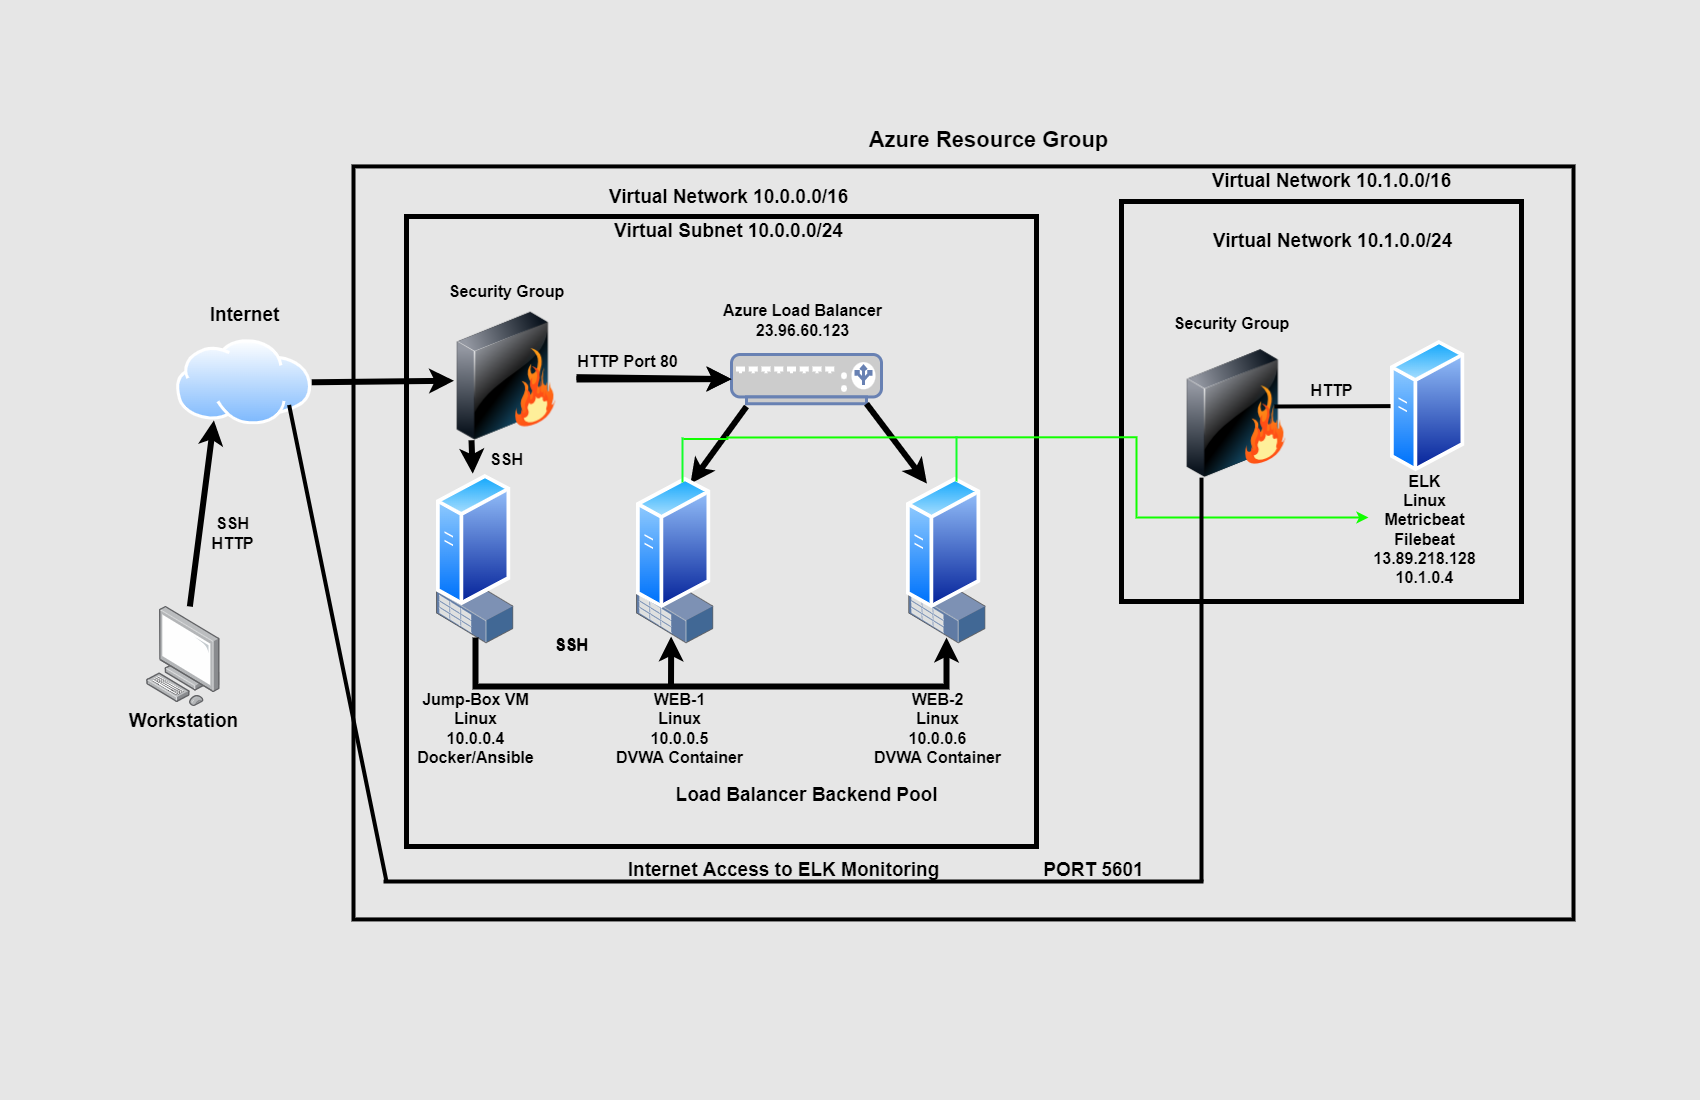 Azure Resource Group
Virtual Network 10.0.0.0/16
Virtual Subnet 10.0.0.0/24
Virtual Network 10.1.0.0/16
Virtual Network 10.1.0.0/24
Internet
Security Group
HTTP Port 80
Azure Load Balancer
23.96.60.123
SSH
Security Group
HTTP
ELK
Linux
Metricbeat
Filebeat
13.89.218.128
10.1.0.4
SSH
HTTP
Workstation
SSH
Jump-Box VM
Linux
10.0.0.4
Docker/Ansible
WEB-1
Linux
10.0.0.5
DVWA Container
WEB-2
Linux
10.0.0.6
DVWA Container
Load Balancer Backend Pool
Internet Access to ELK Monitoring
PORT 5601